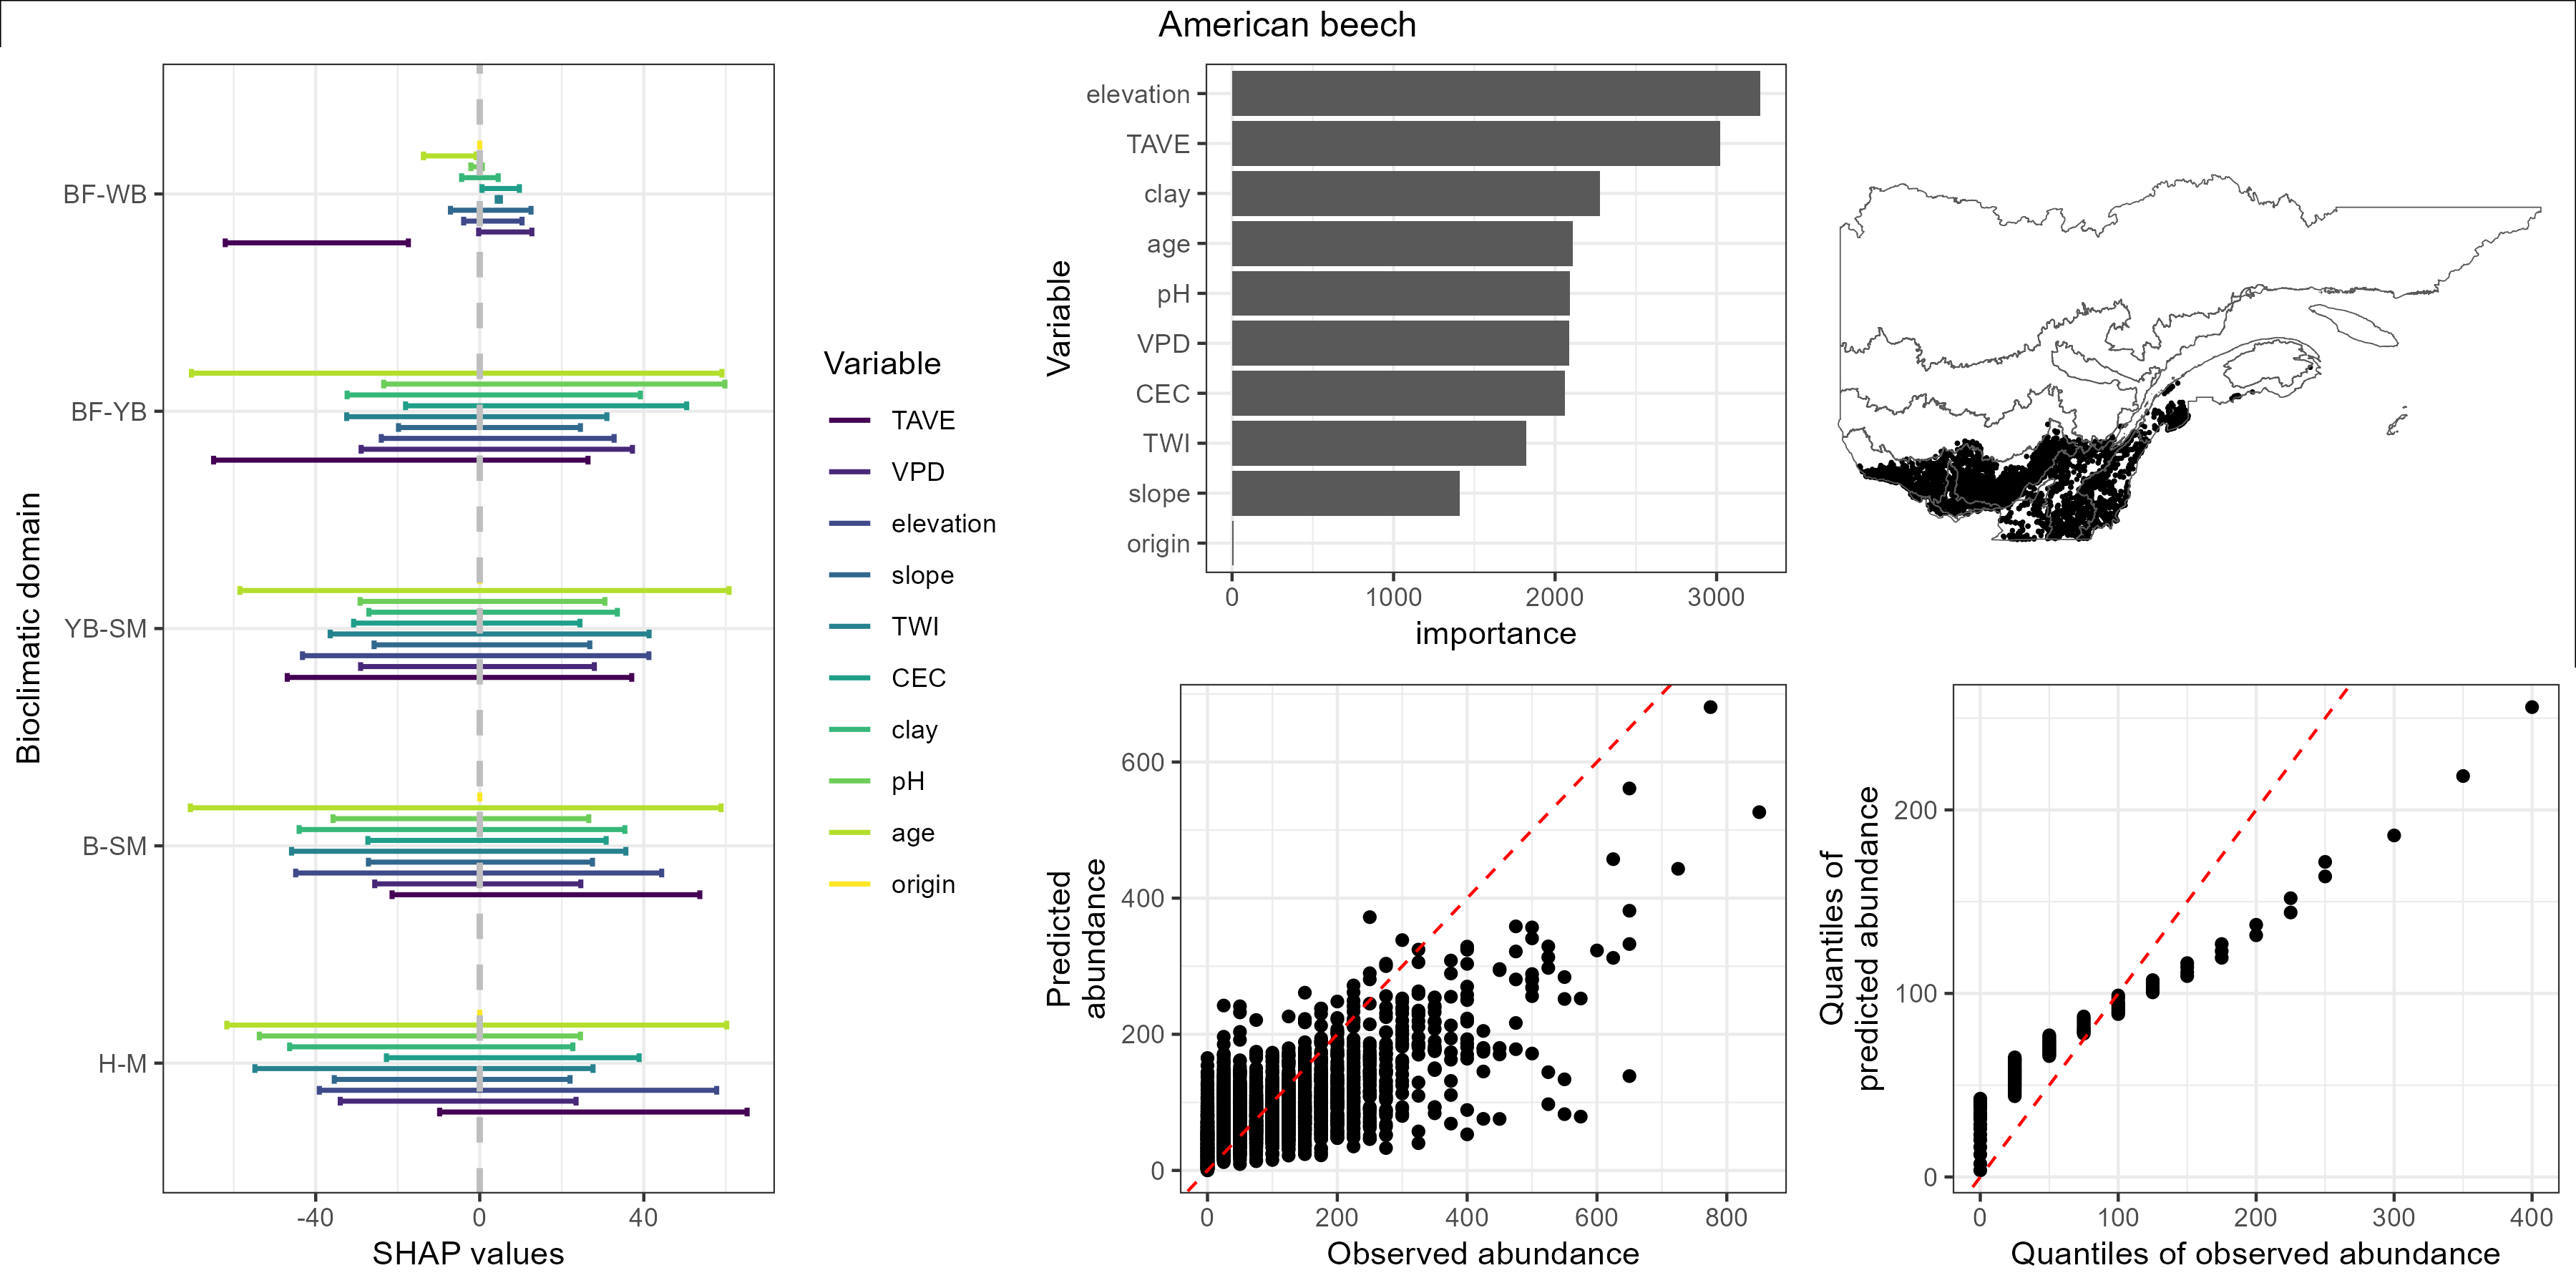 American beech
Bioclimatic domain
BF-WB
BF-YB
YB-SM
B-SM
H-M
-40
0
40
SHAP values
Variable
TAVE
VPD
elevation
slope
TWI
CEC
clay
pH
age
origin
Variable
elevation
TAVE
clay
age
pH
VPD
CEC
TWI
slope
origin
0
1000
2000
3000
importance
Predicted
abundance
600
400
200
0
0
200
400
600
800
Observed abundance
Quantiles of
predicted abundance
200
100
0
0
100
200
300
400
Quantiles of observed abundance